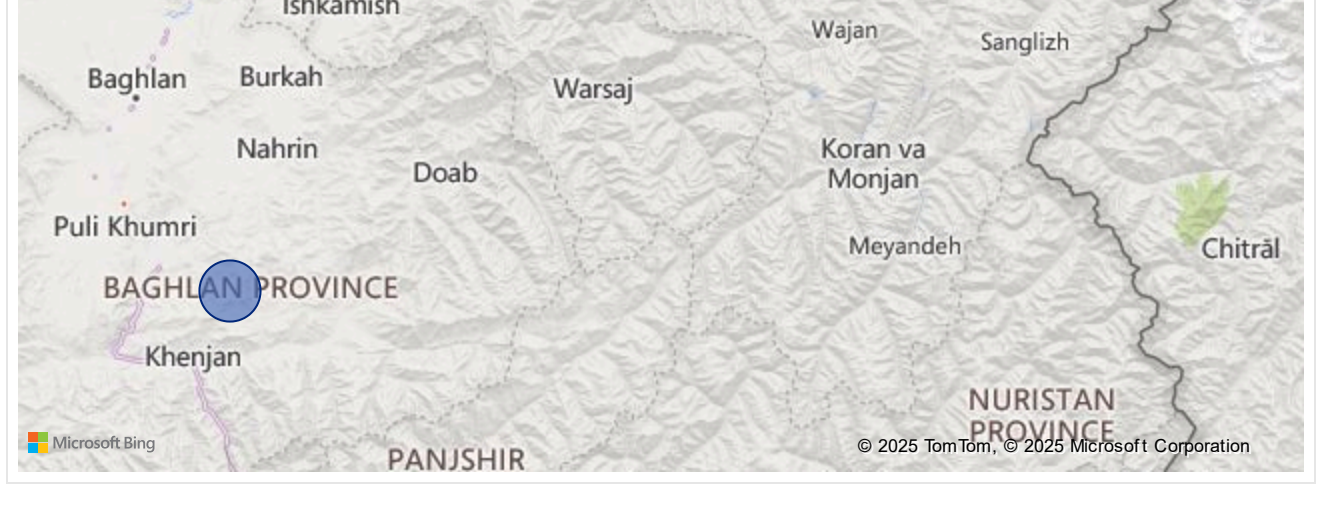 Ishkamish
Wajan
Sanglizh
Baghlan
Burkah
Warsaj
Nahrin
Koran va
Monjan
Doab
Puli Khumri
Meyandeh
Chitrāl
BAGHLAN PROVINCE
Khenjan
NURISTAN
PROVINCE
Microsoft Bing
© 2025 TomTom, © 2025 Microsoft Corporation
PANJSHIR